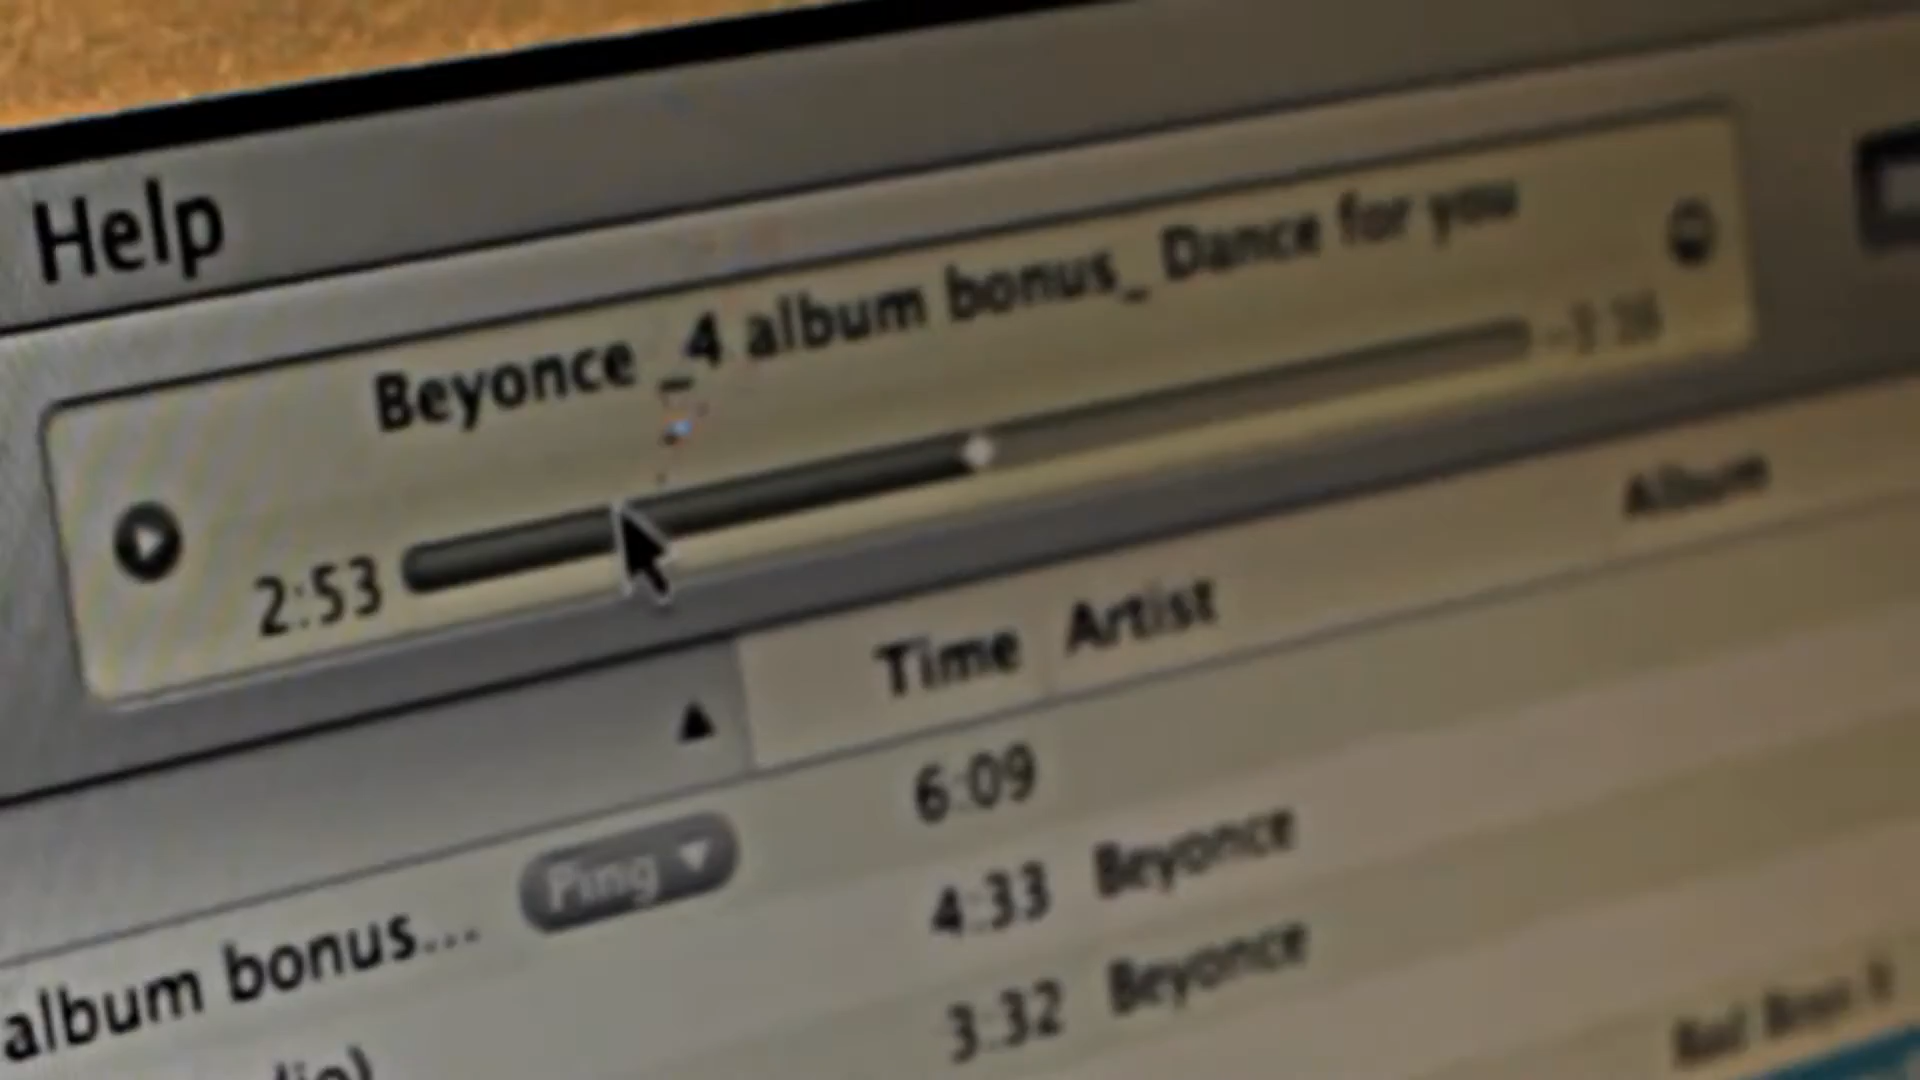 Help
Beyonce _4 album bonus_ Dance for you
2:53
Time Artist Album
album bonus... Ping 6:09
4:33 Beyonce
3:32 Beyonce